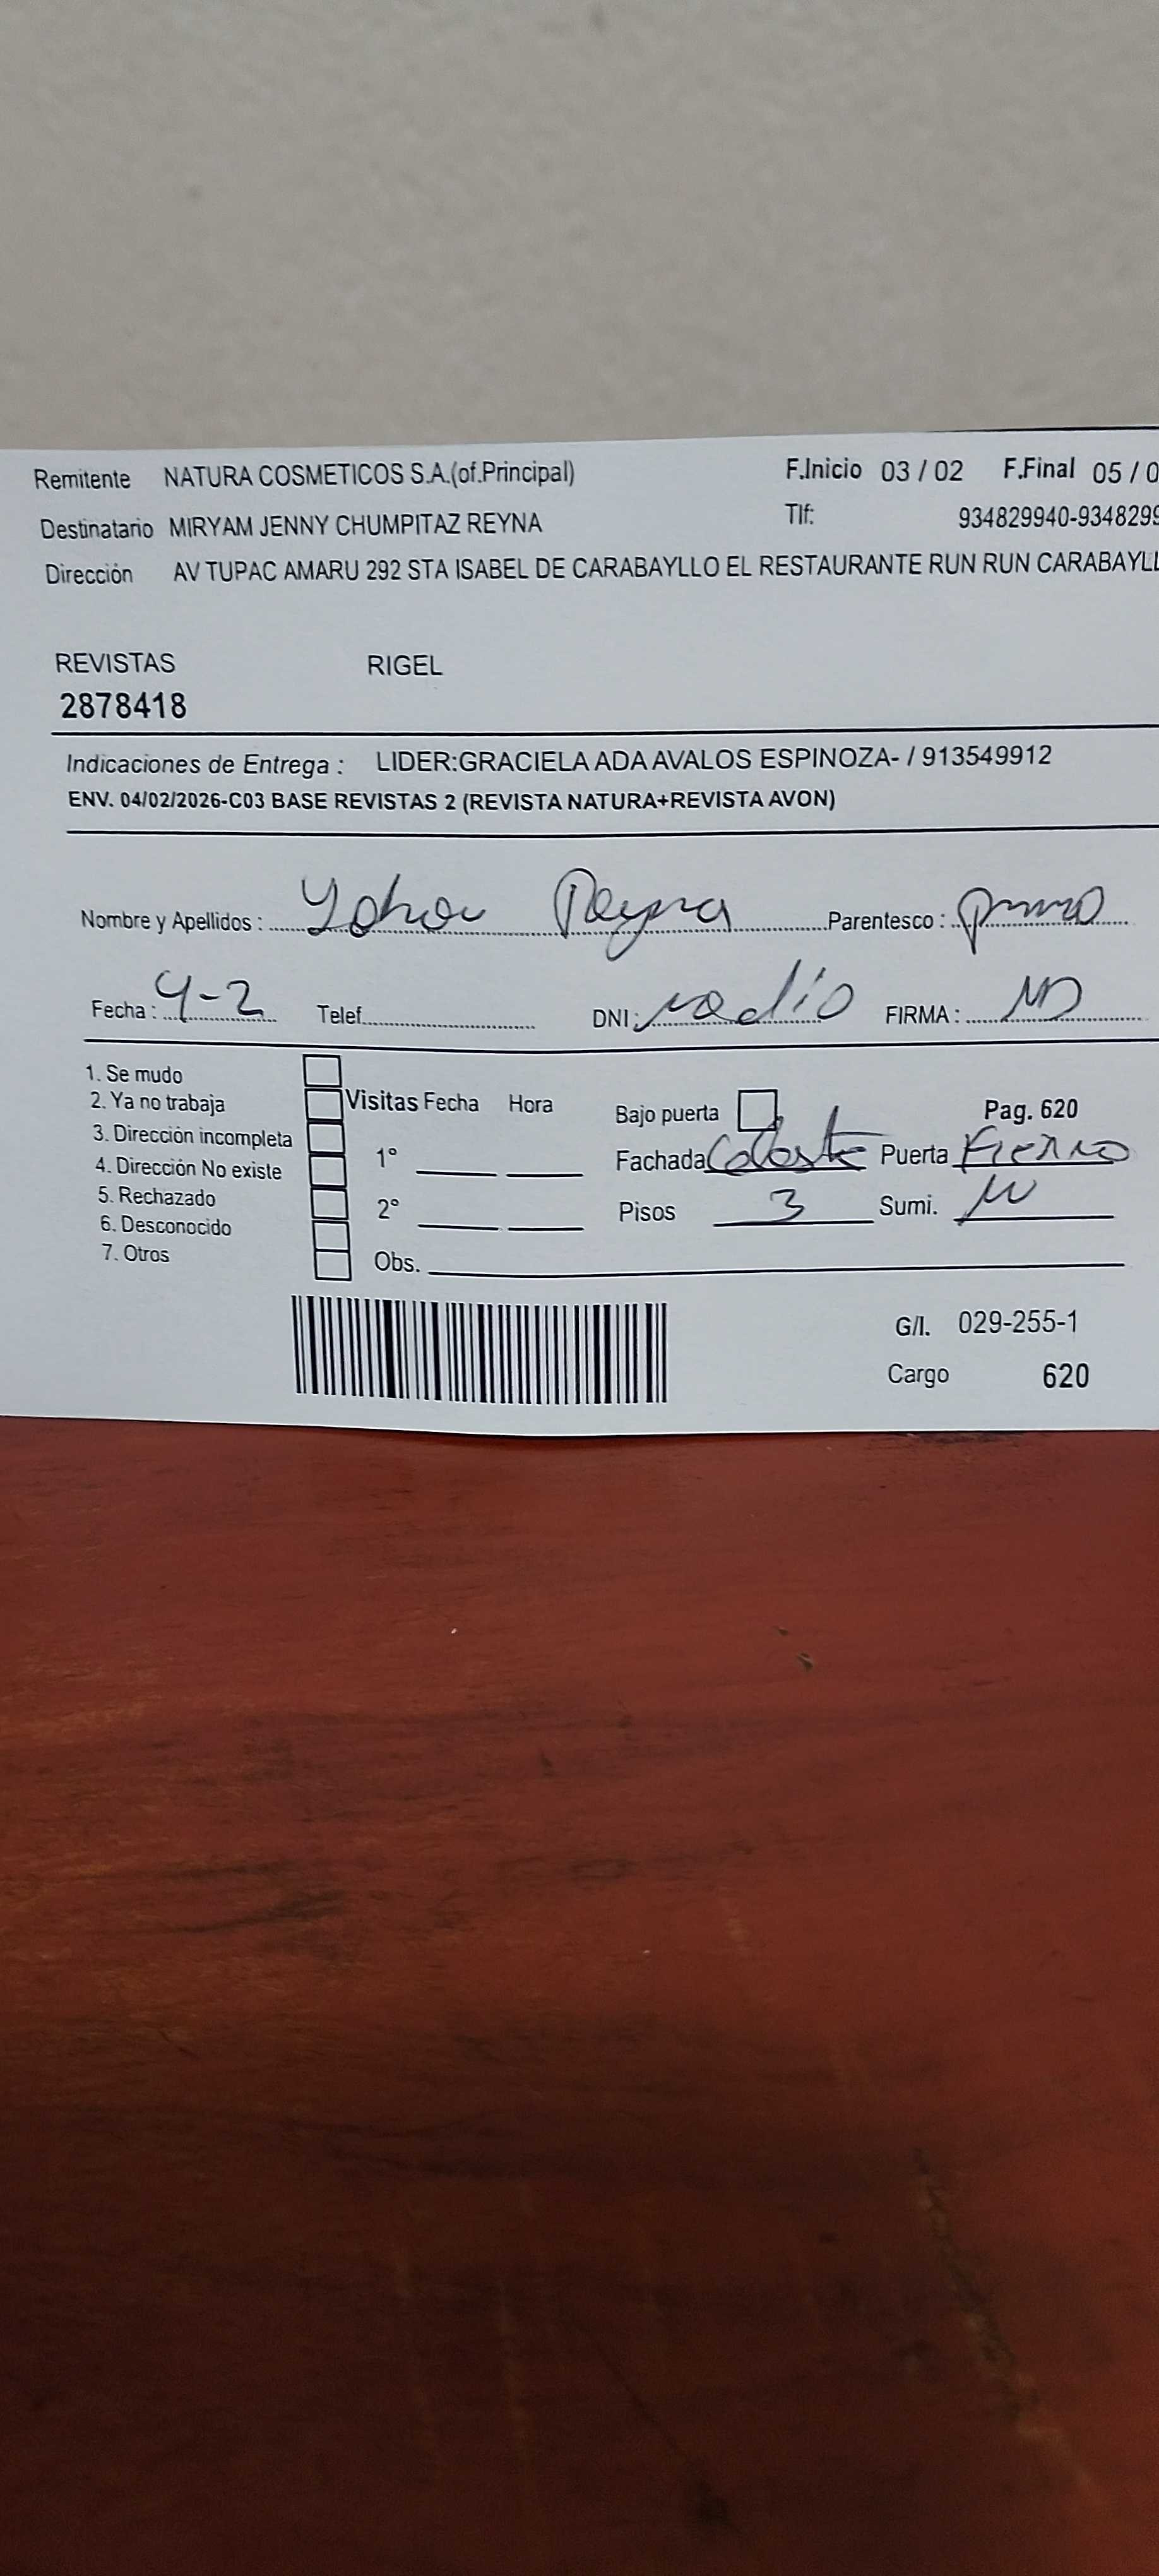 Remitente NATURA COSMETICOS S.A.(of.Principal) F.Inicio 03 / 02 F.Final 05 / 0
Destinatario MIRYAM JENNY CHUMPITAZ REYNA Tlf: 934829940-9348299
Dirección AV TUPAC AMARU 292 STA ISABEL DE CARABAYLLO EL RESTAURANTE RUN RUN CARABAYLL
REVISTAS RIGEL
2878418
Indicaciones de Entrega : LIDER:GRACIELA ADA AVALOS ESPINOZA- / 913549912
ENV. 04/02/2026-C03 BASE REVISTAS 2 (REVISTA NATURA+REVISTA AVON)
Nombre y Apellidos : Reyna Parentesco : primo
Fecha : 4-2 Telef. DNI : no dio FIRMA :
1. Se mudo
2. Ya no trabaja Visitas Fecha Hora Bajo puerta Pag. 620
3. Dirección incompleta 1° Fachada Celeste Puerta Fierro
4. Dirección No existe
5. Rechazado 2° Pisos 3 Sumi.
6. Desconocido
7. Otros Obs.
G/I. 029-255-1
Cargo 620